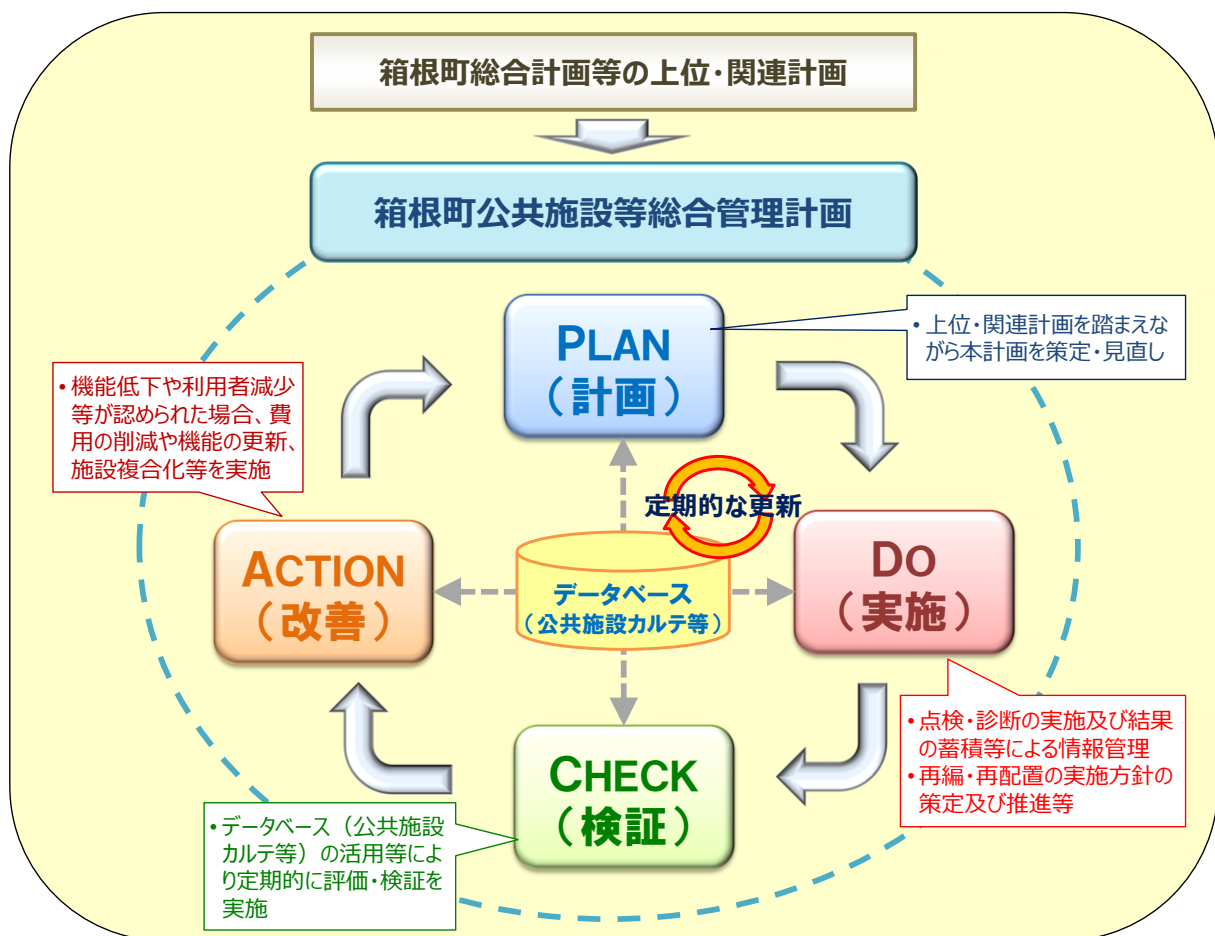 箱根町総合計画等の上位・関連計画
箱根町公共施設等総合管理計画
PLAN
（計画）
・上位・関連計画を踏まえな
がら本計画を策定・見直し
・機能低下や利用者減少
等が認められた場合、費
用の削減や機能の更新、
施設複合化等を実施
定期的な更新
ACTION
（改善）
データベース
（公共施設カルテ等）
DO
（実施）
・点検・診断の実施及び結果
の蓄積等による情報管理
・再編・再配置の実施方針の
策定及び推進等
CHECK
（検証）
・データベース（公共施設
カルテ等）の活用等によ
り定期的に評価・検証を
実施